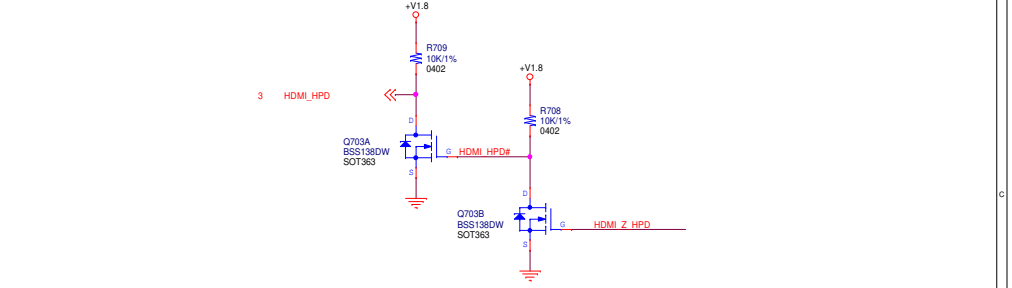 +V1.8
R709
10K/1%
0402
+V1.8
3 HDMI_HPD
R708
10K/1%
0402
D
Q703A
BSS138DW
SOT363
G HDMI_HPD#
S
D
C
Q703B
BSS138DW
SOT363
G HDMI_Z_HPD
S